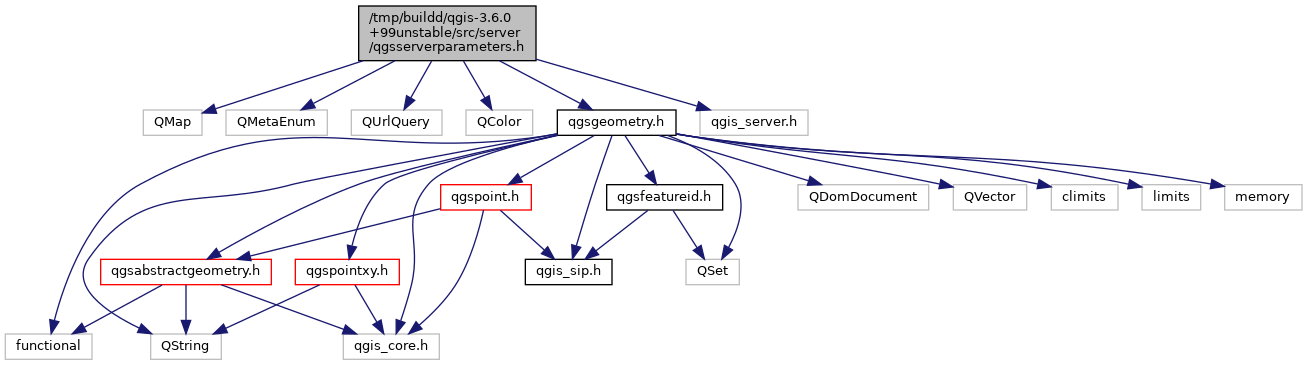 /tmp/buildd/qgis-3.6.0
+99unstable/src/server
/qgsserverparameters.h
QMap
QMetaEnum
QUrlQuery
QColor
qgsgeometry.h
qgis_server.h
qgspoint.h
qgsfeatureid.h
QDomDocument
QVector
climits
limits
memory
qgsabstractgeometry.h
qgspointxy.h
qgis_sip.h
QSet
functional
QString
qgis_core.h